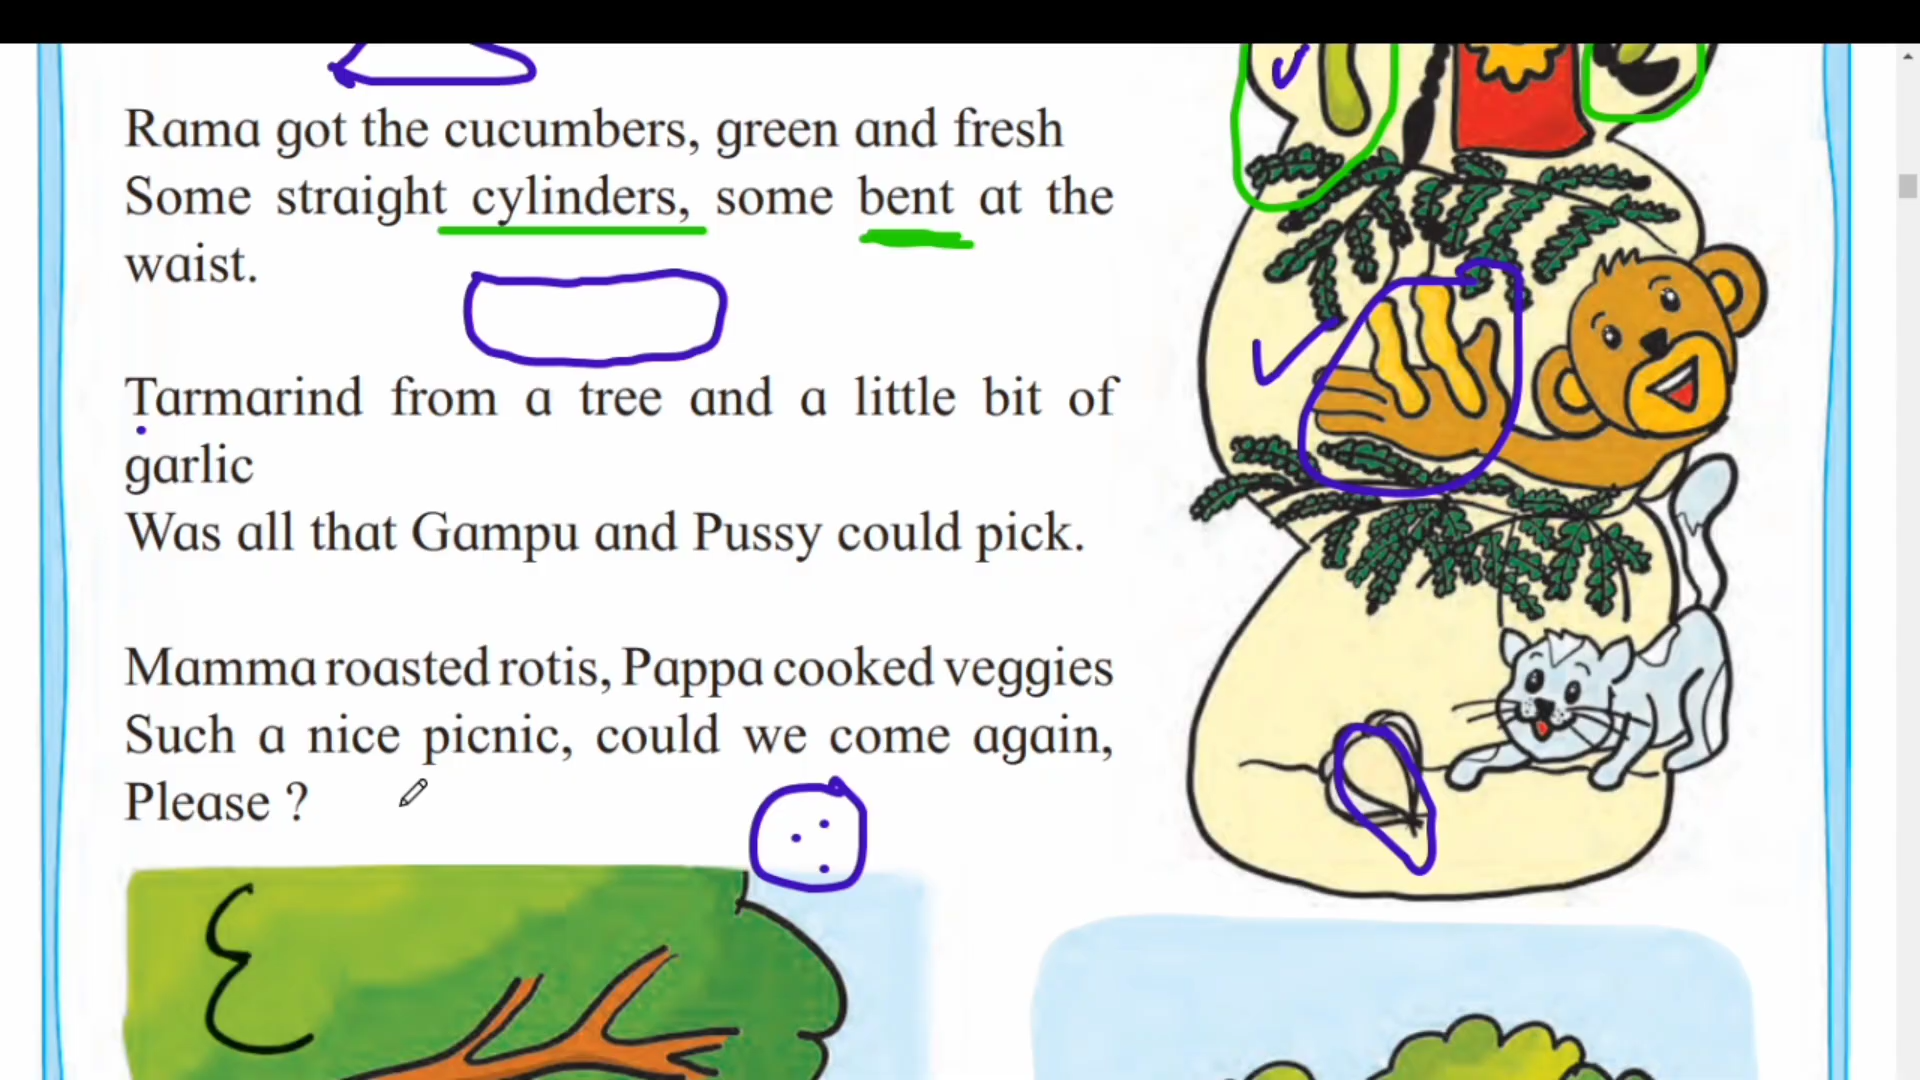 Rama got the cucumbers, green and fresh
Some straight cylinders, some bent at the
waist.
Tarmarind from a tree and a little bit of
garlic
Was all that Gampu and Pussy could pick.
Mamma roasted rotis, Pappa cooked veggies
Such a nice picnic, could we come again,
Please ?